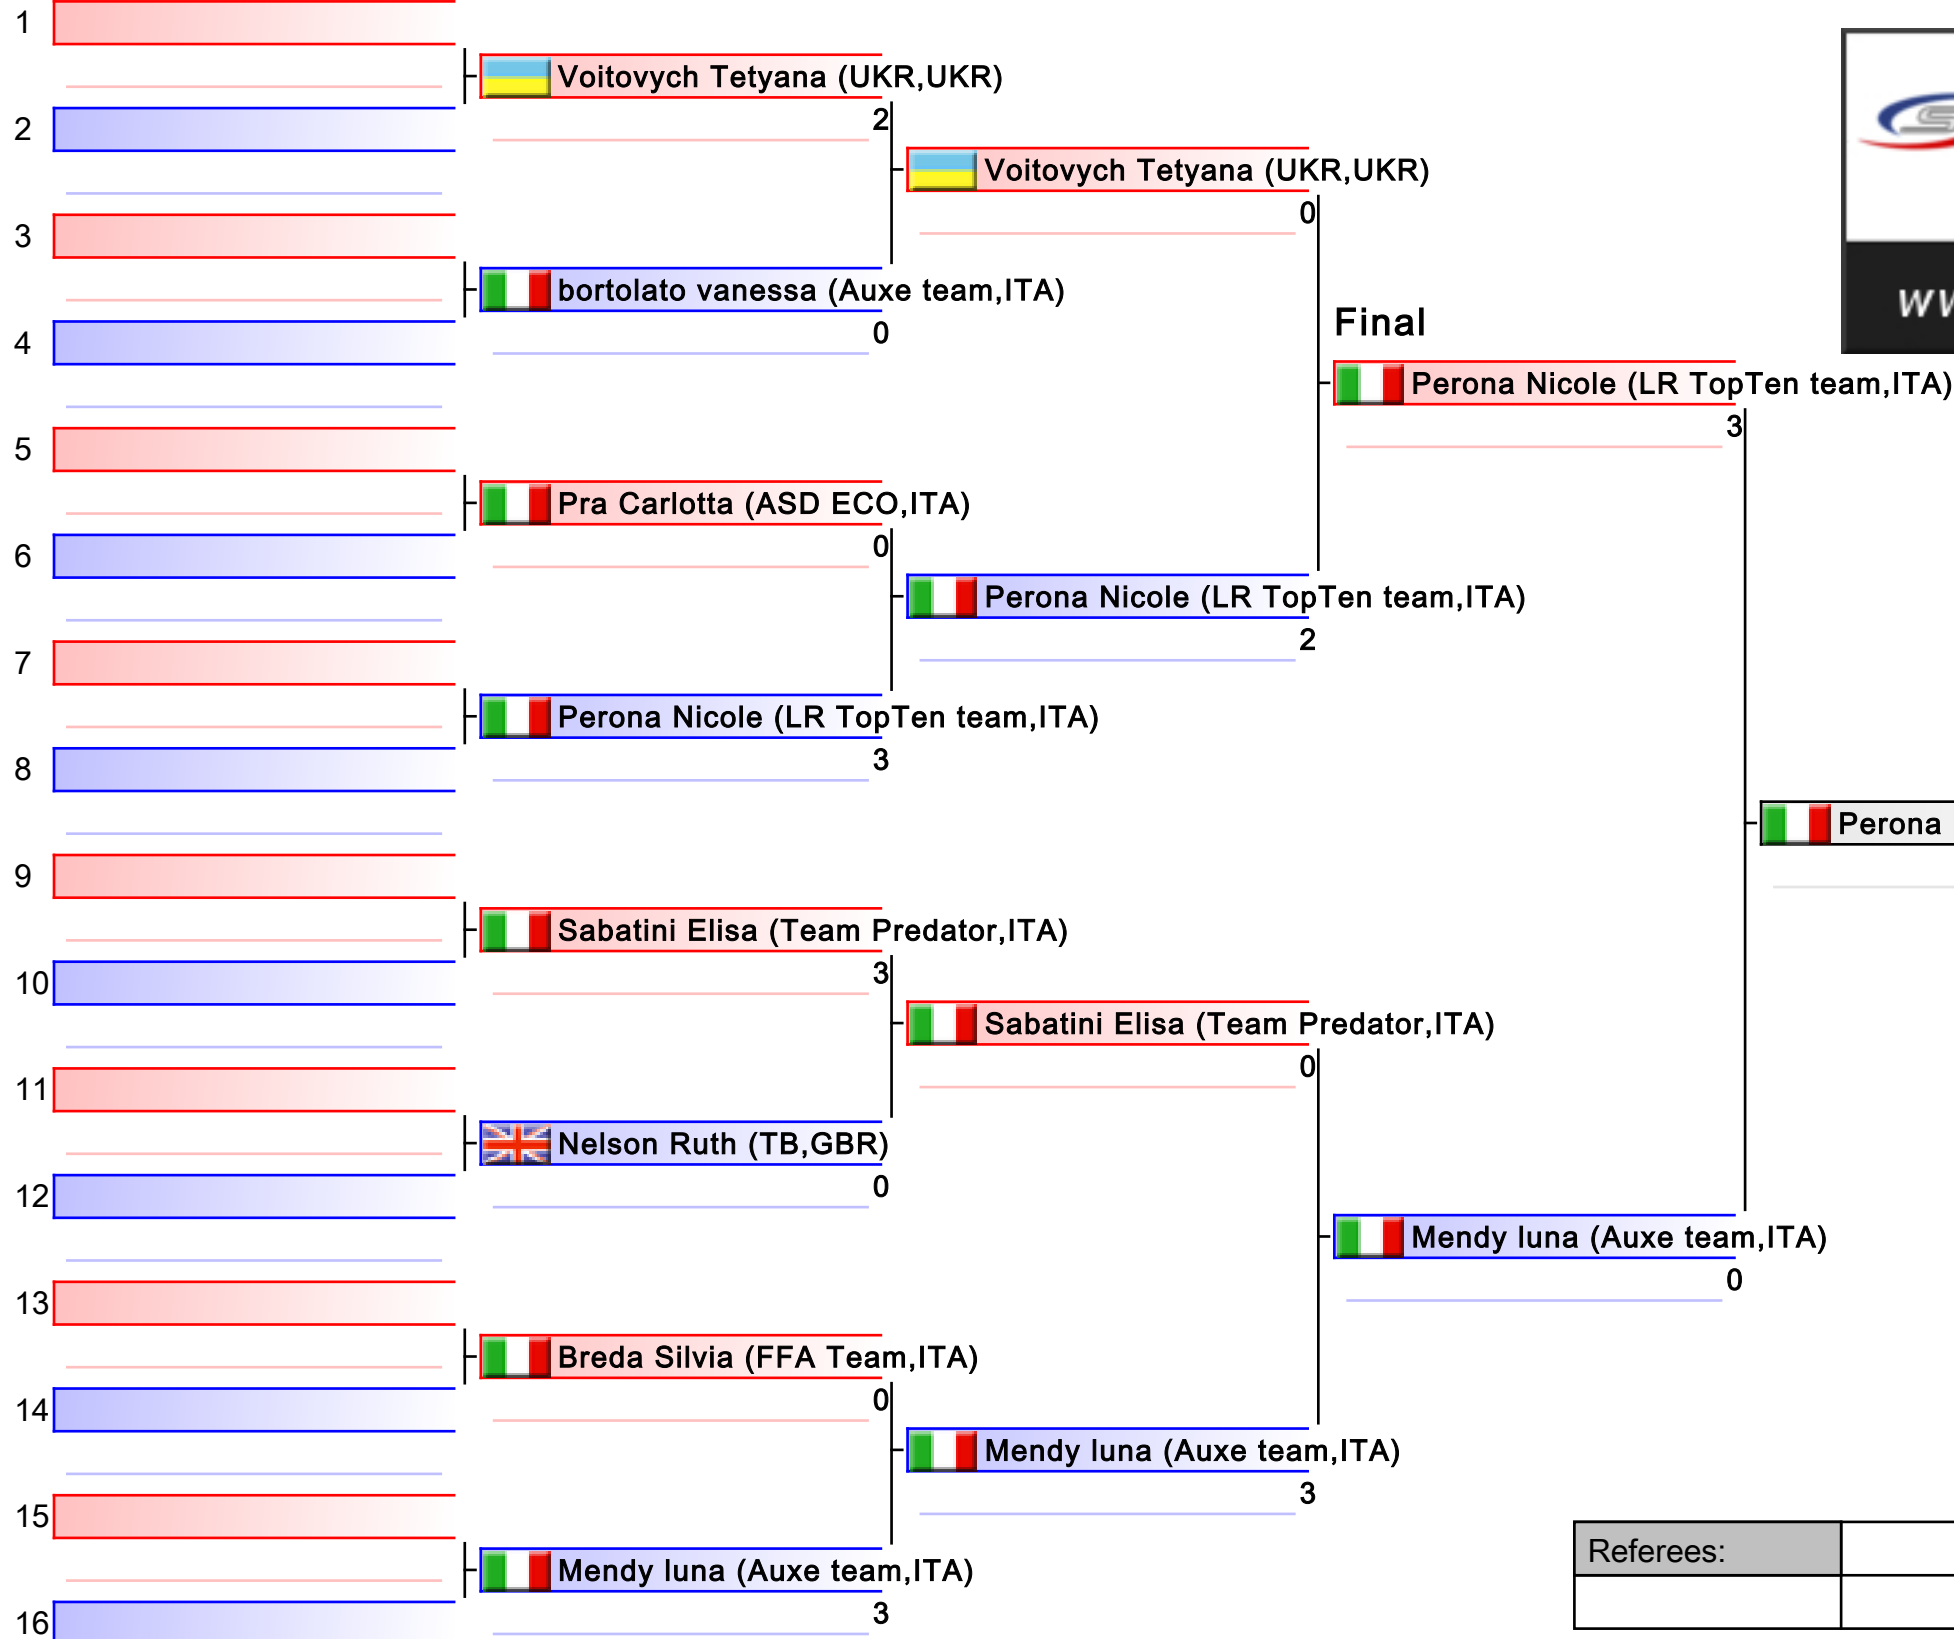 1
Voitovych Tetyana (UKR,UKR)
2
2
Voitovych Tetyana (UKR,UKR)
0
3
bortolato vanessa (Auxe team,ITA)
0
4
Final
Perona Nicole (LR TopTen team,ITA)
3
5
Pra Carlotta (ASD ECO,ITA)
0
6
Perona Nicole (LR TopTen team,ITA)
2
7
Perona Nicole (LR TopTen team,ITA)
3
8
Perona
9
Sabatini Elisa (Team Predator,ITA)
3
10
Sabatini Elisa (Team Predator,ITA)
0
11
Nelson Ruth (TB,GBR)
0
12
Mendy luna (Auxe team,ITA)
0
13
Breda Silvia (FFA Team,ITA)
0
14
Mendy luna (Auxe team,ITA)
3
15
Referees:
Mendy luna (Auxe team,ITA)
3
16